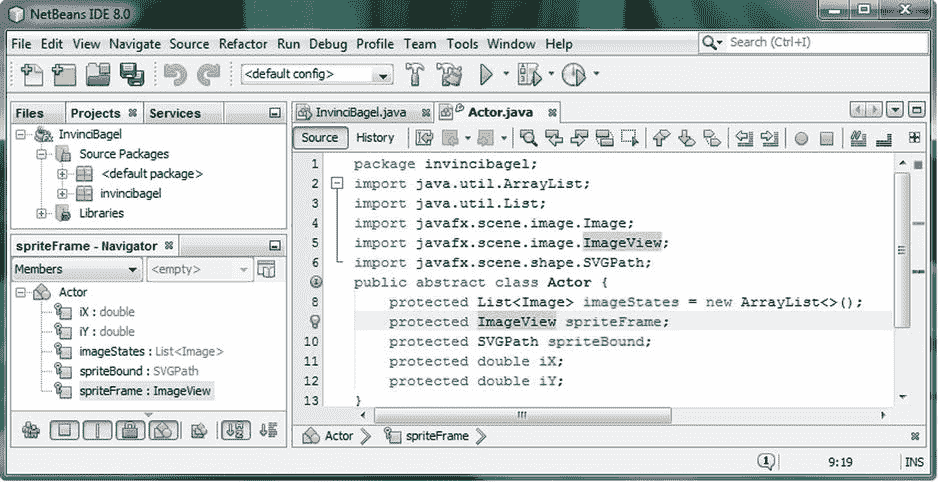 NetBeans IDE 8.0
File Edit View Navigate Source Refactor Run Debug Profile Team Tools Window Help
Search (Ctrl+I)
<default config>
Files Projects Services
InvinciBagel
Source Packages
<default package>
invincibagel
Libraries
spriteFrame - Navigator
Members <empty>
Actor
iX : double
iY : double
imageStates : List<Image>
spriteBound : SVGPath
spriteFrame : ImageView
InvinciBagel.java Actor.java
Source History
1 package invincibagel;
2 import java.util.ArrayList;
3 import java.util.List;
4 import javafx.scene.image.Image;
5 import javafx.scene.image.ImageView;
6 import javafx.scene.shape.SVGPath;
public abstract class Actor {
8 protected List<Image> imageStates = new ArrayList<>();
protected ImageView spriteFrame;
10 protected SVGPath spriteBound;
11 protected double iX;
12 protected double iY;
13 }
Actor spriteFrame
1 9:19 INS